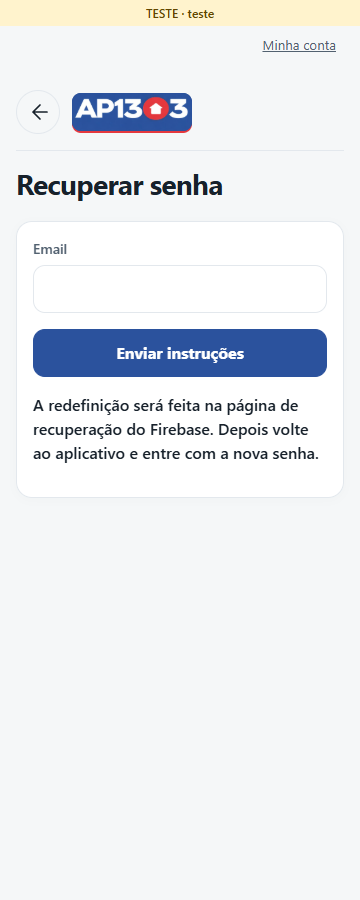 TESTE · teste
Minha conta
AP1303
Recuperar senha
Email
Enviar instruções
A redefinição será feita na página de
recuperação do Firebase. Depois volte
ao aplicativo e entre com a nova senha.